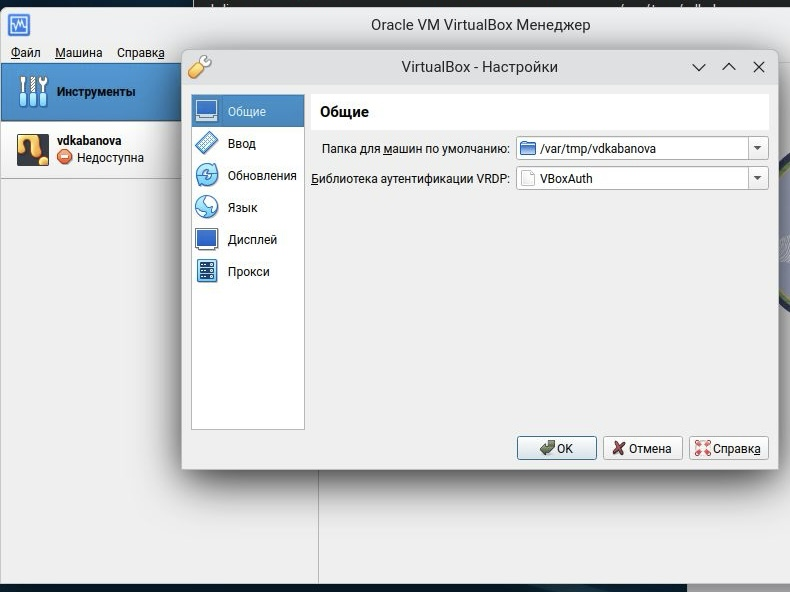 Oracle VM VirtualBox Менеджер
Файл Машина Справка
Инструменты
vdkabanova
Недоступна
VirtualBox - Настройки
Общие
Ввод
Обновления
Язык
Дисплей
Прокси
Общие
Папка для машин по умолчанию: /var/tmp/vdkabanova
Библиотека аутентификации VRDP: VBoxAuth
OK Отмена Справка